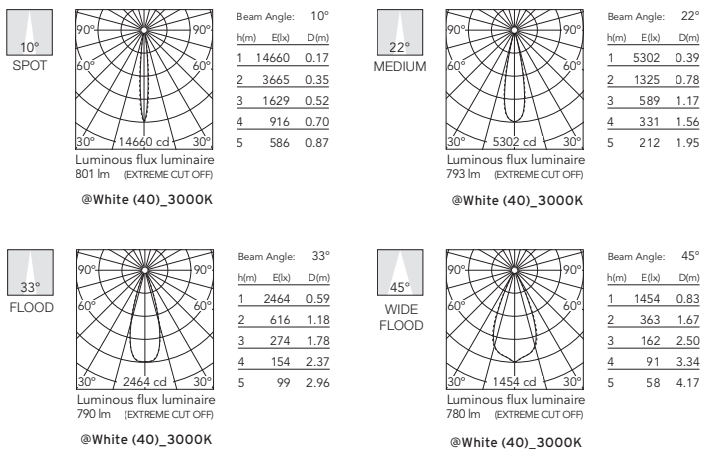 10°
SPOT
90° 90°
60° 60°
30° 14660 cd 30°
Luminous flux luminaire
801 lm (EXTREME CUT OFF)
@White (40)_3000K
Beam Angle: 10°
h(m) E(lx) D(m)
1 14660 0.17
2 3665 0.35
3 1629 0.52
4 916 0.70
5 586 0.87
22°
MEDIUM
90° 90°
60° 60°
30° 5302 cd 30°
Luminous flux luminaire
793 lm (EXTREME CUT OFF)
@White (40)_3000K
Beam Angle: 22°
h(m) E(lx) D(m)
1 5302 0.39
2 1325 0.78
3 589 1.17
4 331 1.56
5 212 1.95
33°
FLOOD
90° 90°
60° 60°
30° 2464 cd 30°
Luminous flux luminaire
790 lm (EXTREME CUT OFF)
@White (40)_3000K
Beam Angle: 33°
h(m) E(lx) D(m)
1 2464 0.59
2 616 1.18
3 274 1.78
4 154 2.37
5 99 2.96
45°
WIDE
FLOOD
90° 90°
60° 60°
30° 1454 cd 30°
Luminous flux luminaire
780 lm (EXTREME CUT OFF)
@White (40)_3000K
Beam Angle: 45°
h(m) E(lx) D(m)
1 1454 0.83
2 363 1.67
3 162 2.50
4 91 3.34
5 58 4.17